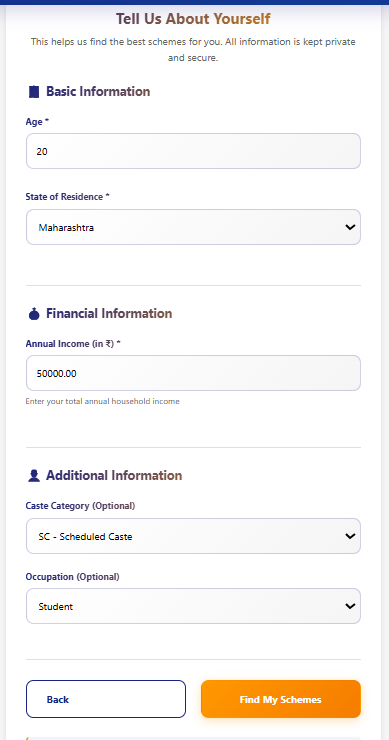 Tell Us About Yourself
This helps us find the best schemes for you. All information is kept private
and secure.
Basic Information
Age *
20
State of Residence *
Maharashtra
Financial Information
Annual Income (in ₹) *
50000.00
Enter your total annual household income
Additional Information
Caste Category (Optional)
SC - Scheduled Caste
Occupation (Optional)
Student
Back
Find My Schemes